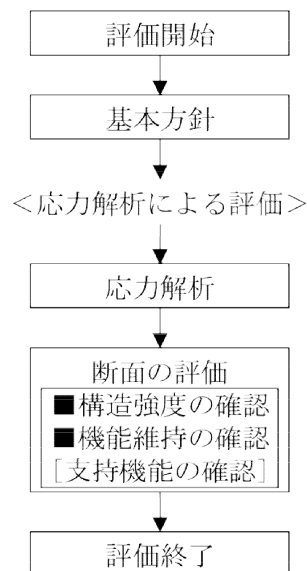 評価開始
基本方針
＜応力解析による評価＞
応力解析
断面の評価
■構造強度の確認
■機能維持の確認
[支持機能の確認]
評価終了